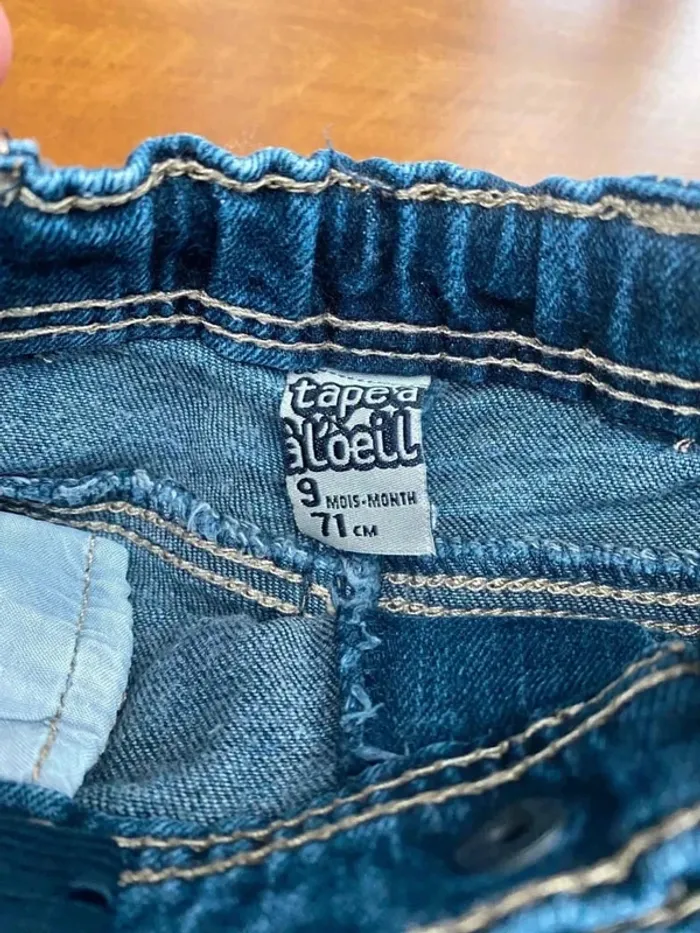 tape à
l'oeil
9 MOIS-MONTH
71 CM